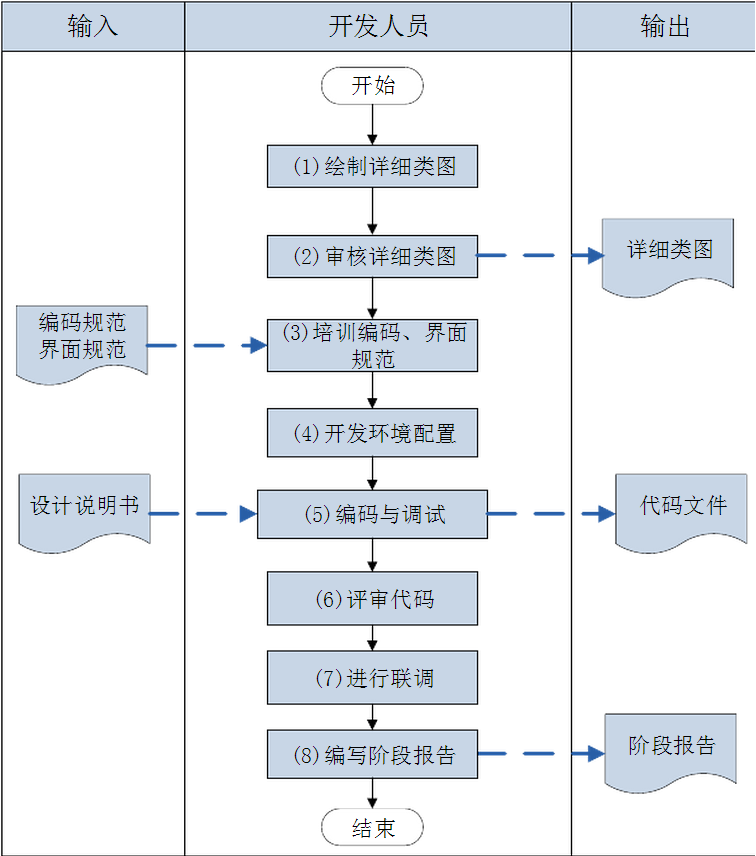 输入
开发人员
输出
开始
(1)绘制详细类图
(2)审核详细类图
详细类图
编码规范
界面规范
(3)培训编码、界面
规范
(4)开发环境配置
设计说明书
(5)编码与调试
代码文件
(6)评审代码
(7)进行联调
(8)编写阶段报告
阶段报告
结束